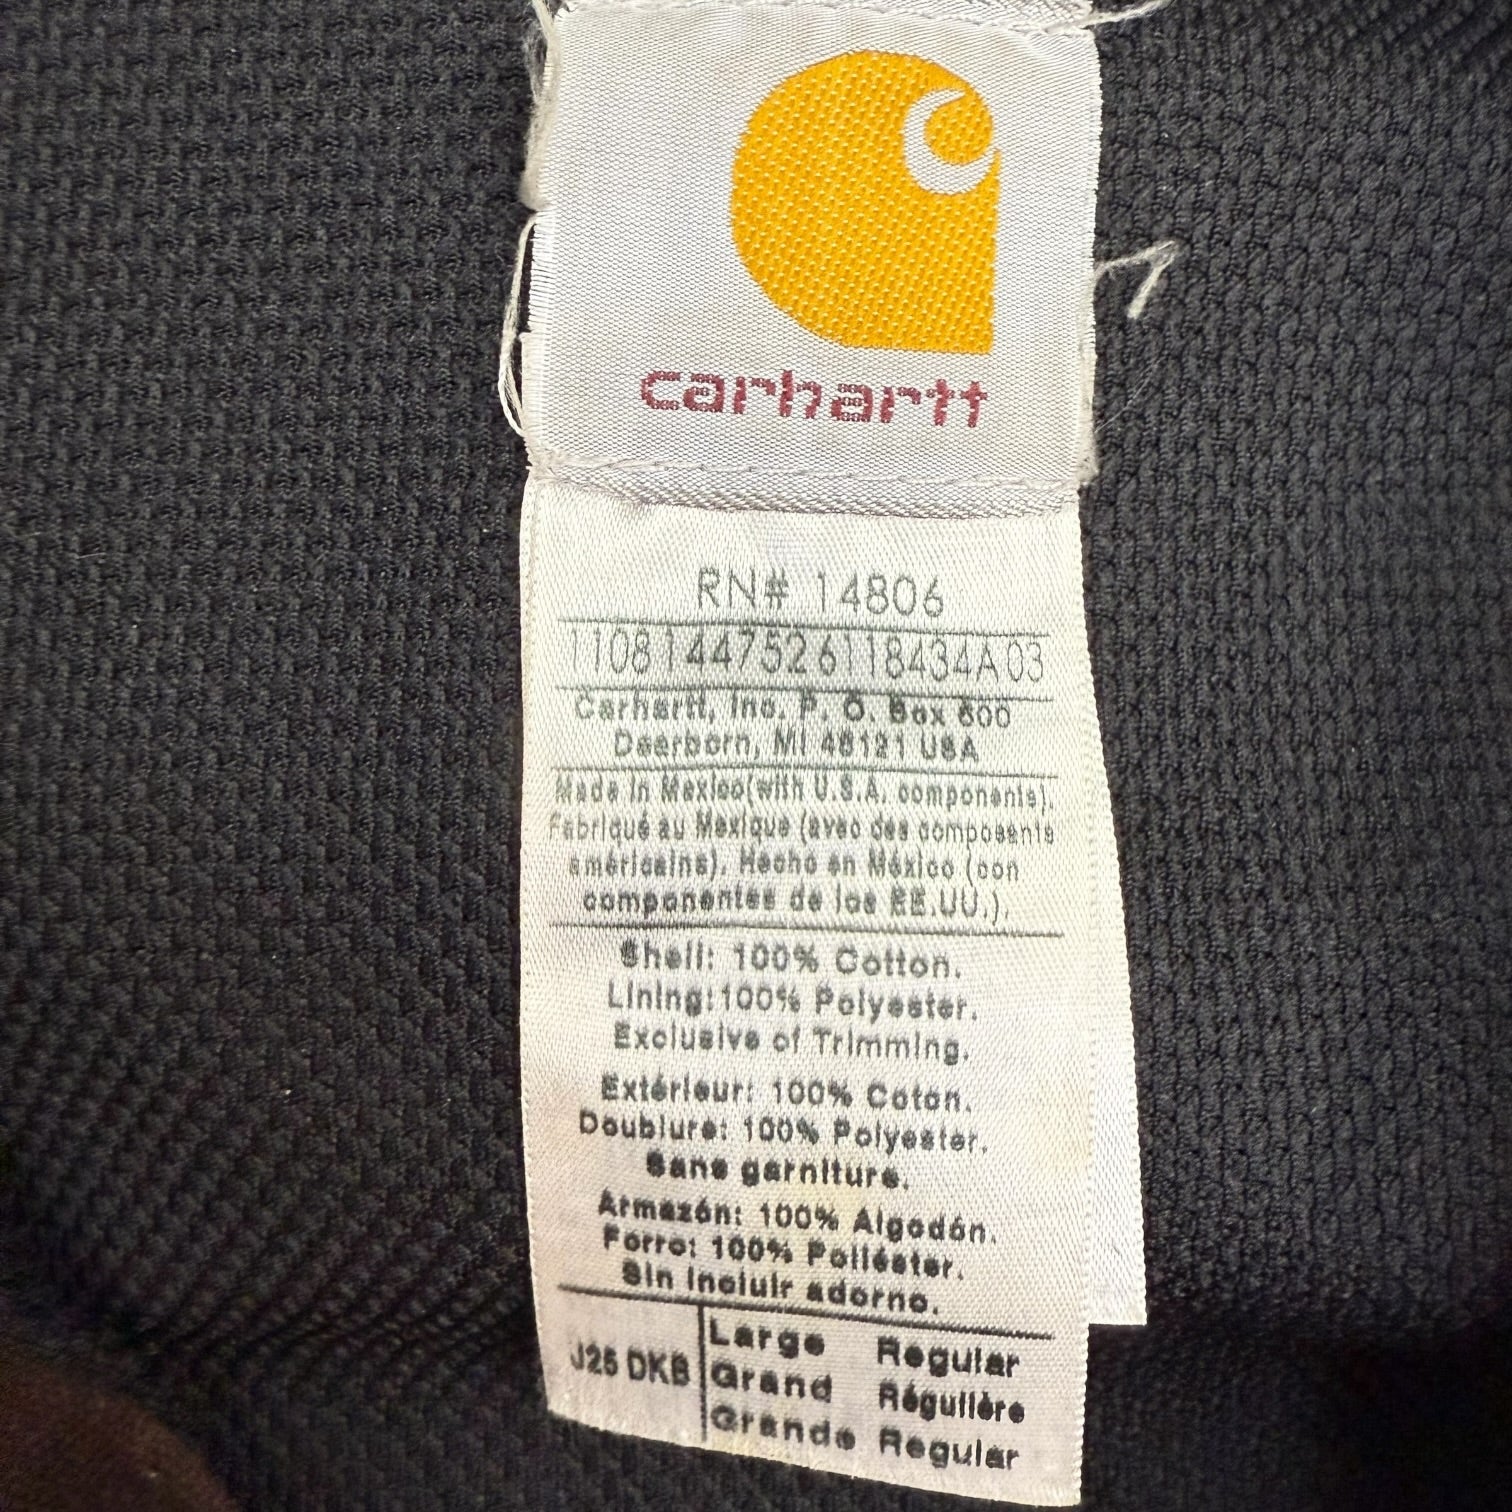 carhartt
RN# 14806
11081447526118434A03
Carhartt, Inc. P. O. Box 600
Dearborn, MI 48121 USA
Made in Mexico(with U.S.A. components).
Fabriqué au Mexique (avec des composants
américains). Hecho en México (con
componentes de los EE.UU.).
Shell: 100% Cotton.
Lining: 100% Polyester.
Exclusive of Trimming.
Extérieur: 100% Coton.
Doublure: 100% Polyester.
Sans garniture.
Armazón: 100% Algodón.
Forro: 100% Poliéster.
Sin incluir adorno.
J25 DKB
Large Regular
Grand Régulière
Grande Regular